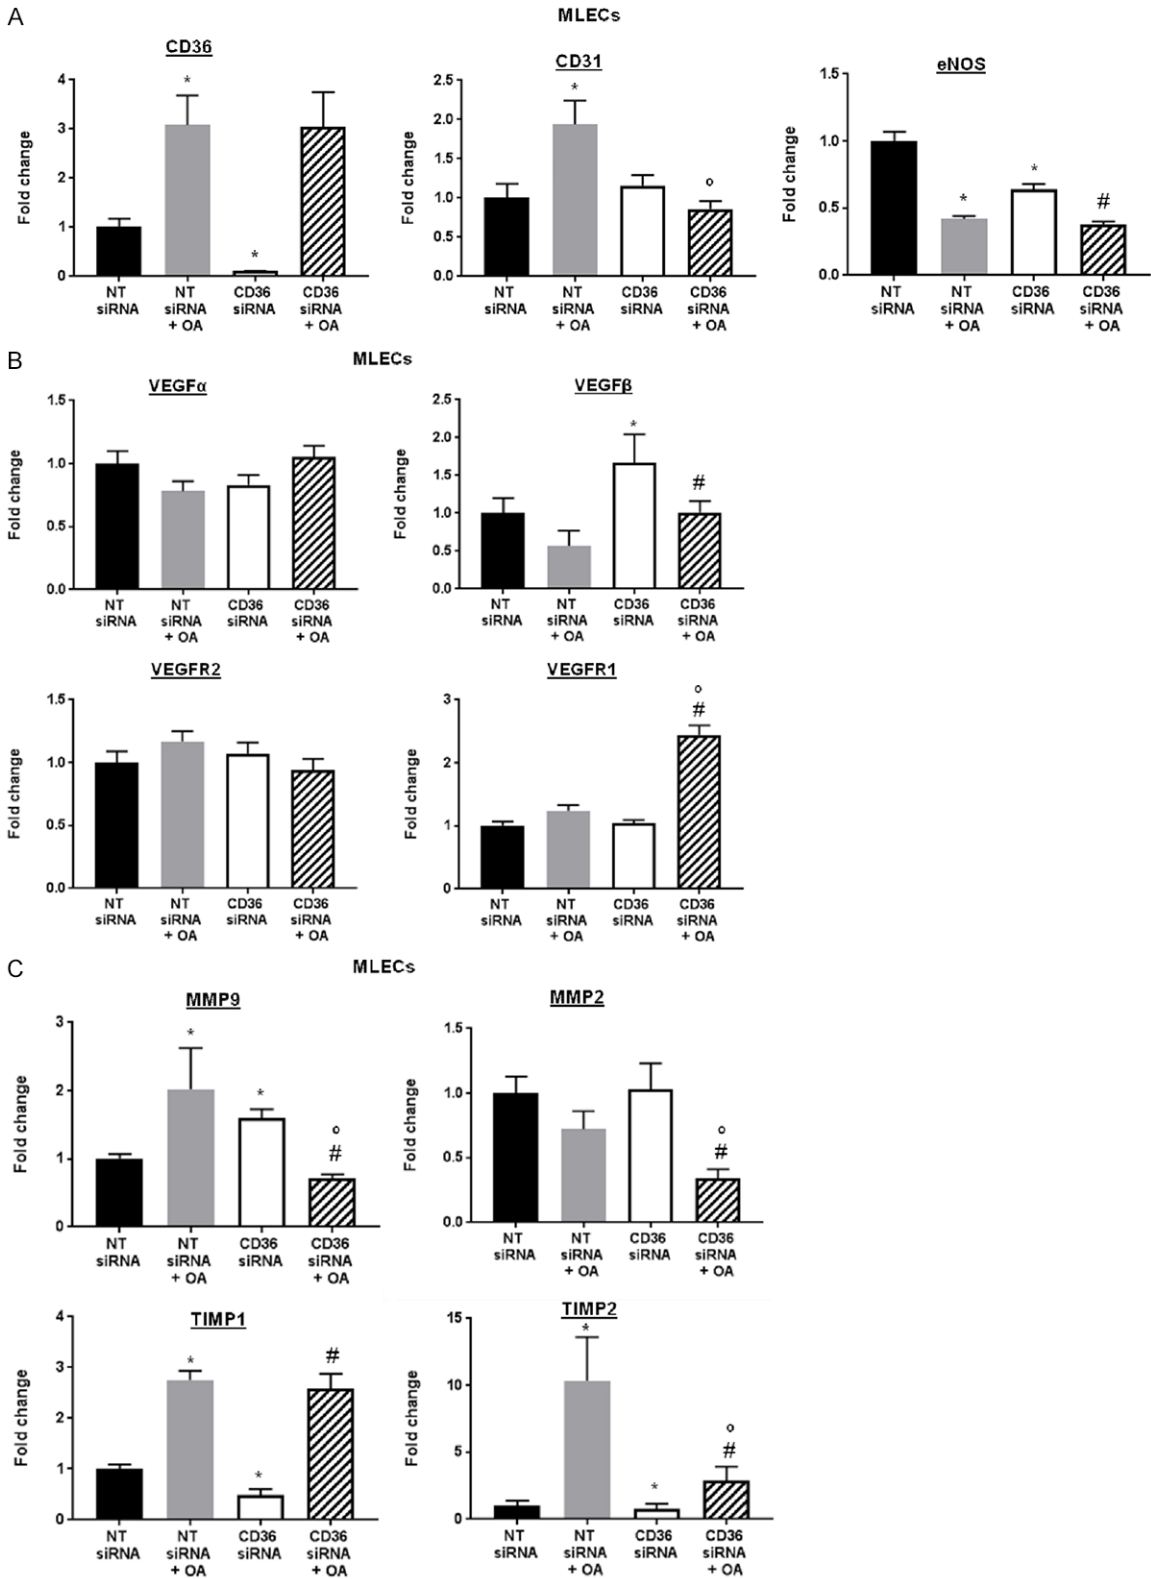 A
MLECs
CD36
Fold change
4
3
2
1
0
*
*
NT
siRNA
NT
siRNA
+ OA
CD36
siRNA
CD36
siRNA
+ OA
CD31
Fold change
2.5
2.0
1.5
1.0
0.5
0.0
*
°
NT
siRNA
NT
siRNA
+ OA
CD36
siRNA
CD36
siRNA
+ OA
eNOS
Fold change
1.5
1.0
0.5
0.0
*
*
#
NT
siRNA
NT
siRNA
+ OA
CD36
siRNA
CD36
siRNA
+ OA
B
MLECs
VEGFα
Fold change
1.5
1.0
0.5
0.0
NT
siRNA
NT
siRNA
+ OA
CD36
siRNA
CD36
siRNA
+ OA
VEGFβ
Fold change
2.5
2.0
1.5
1.0
0.5
0.0
*
#
NT
siRNA
NT
siRNA
+ OA
CD36
siRNA
CD36
siRNA
+ OA
VEGFR2
Fold change
1.5
1.0
0.5
0.0
NT
siRNA
NT
siRNA
+ OA
CD36
siRNA
CD36
siRNA
+ OA
VEGFR1
Fold change
3
2
1
0
°
#
NT
siRNA
NT
siRNA
+ OA
CD36
siRNA
CD36
siRNA
+ OA
C
MLECs
MMP9
Fold change
3
2
1
0
*
*
°
#
NT
siRNA
NT
siRNA
+ OA
CD36
siRNA
CD36
siRNA
+ OA
MMP2
Fold change
1.5
1.0
0.5
0.0
°
#
NT
siRNA
NT
siRNA
+ OA
CD36
siRNA
CD36
siRNA
+ OA
TIMP1
Fold change
4
3
2
1
0
*
*
#
NT
siRNA
NT
siRNA
+ OA
CD36
siRNA
CD36
siRNA
+ OA
TIMP2
Fold change
15
10
5
0
*
*
°
#
NT
siRNA
NT
siRNA
+ OA
CD36
siRNA
CD36
siRNA
+ OA